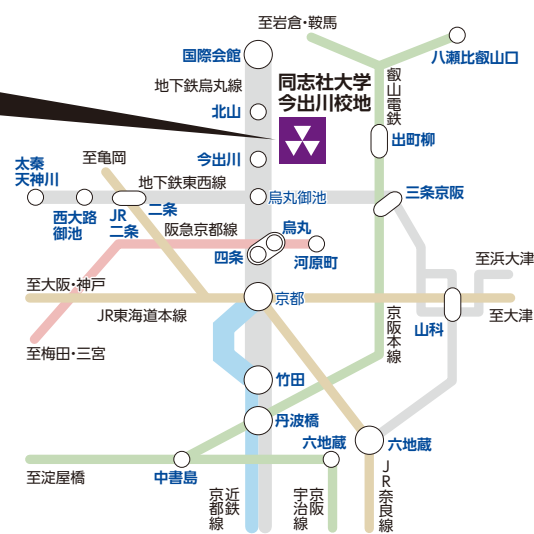 至岩倉・鞍馬
八瀬比叡山口
国際会館
地下鉄烏丸線
叡山電鉄
同志社大学
今出川校地
北山
出町柳
今出川
至亀岡
太秦
天神川
地下鉄東西線
三条京阪
烏丸御池
西大路
御池
JR
二条
二条
阪急京都線
烏丸
四条
河原町
至浜大津
至大阪・神戸
京都
JR東海道本線
京阪本線
山科
至大津
至梅田・三宮
竹田
丹波橋
六地蔵
六地蔵
至淀屋橋
中書島
近鉄
京都線
京阪
宇治線
JR奈良線